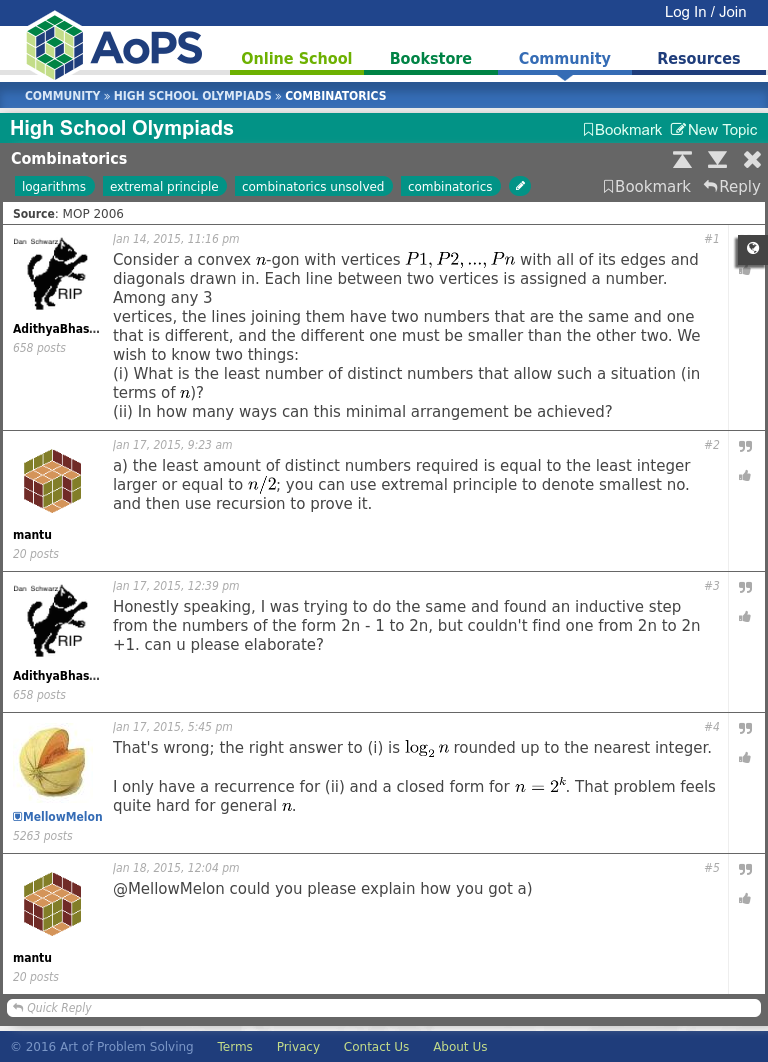 Log In / Join
AoPS
Online School Bookstore Community Resources
COMMUNITY » HIGH SCHOOL OLYMPIADS » COMBINATORICS
High School Olympiads Bookmark New Topic
Combinatorics
logarithms extremal principle combinatorics unsolved combinatorics Bookmark Reply
Source: MOP 2006
Dan Schwarz
RIP
AdithyaBhas...
658 posts
Jan 14, 2015, 11:16 pm #1
Consider a convex n-gon with vertices P1, P2, ..., Pn with all of its edges and
diagonals drawn in. Each line between two vertices is assigned a number.
Among any 3
vertices, the lines joining them have two numbers that are the same and one
that is different, and the different one must be smaller than the other two. We
wish to know two things:
(i) What is the least number of distinct numbers that allow such a situation (in
terms of n)?
(ii) In how many ways can this minimal arrangement be achieved?
mantu
20 posts
Jan 17, 2015, 9:23 am #2
a) the least amount of distinct numbers required is equal to the least integer
larger or equal to n/2; you can use extremal principle to denote smallest no.
and then use recursion to prove it.
Dan Schwarz
RIP
AdithyaBhas...
658 posts
Jan 17, 2015, 12:39 pm #3
Honestly speaking, I was trying to do the same and found an inductive step
from the numbers of the form 2n - 1 to 2n, but couldn't find one from 2n to 2n
+1. can u please elaborate?
MellowMelon
5263 posts
Jan 17, 2015, 5:45 pm #4
That's wrong; the right answer to (i) is log₂ n rounded up to the nearest integer.
I only have a recurrence for (ii) and a closed form for n = 2ᵏ. That problem feels
quite hard for general n.
mantu
20 posts
Jan 18, 2015, 12:04 pm #5
@MellowMelon could you please explain how you got a)
Quick Reply
© 2016 Art of Problem Solving Terms Privacy Contact Us About Us